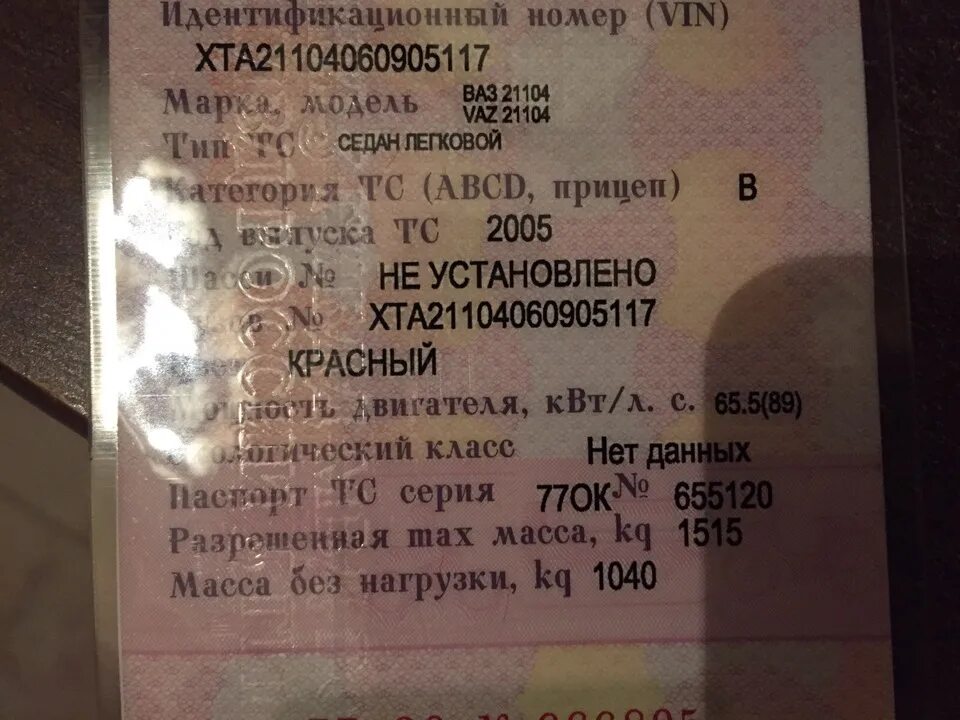 Идентификационный номер (VIN)
XTA21104060905117
Марка, модель ВАЗ 21104
VAZ 21104
Тип ТС СЕДАН ЛЕГКОВОЙ
Категория ТС (ABCD, прицеп) B
выпуска ТС 2005
Шасси № НЕ УСТАНОВЛЕНО
№ XTA21104060905117
КРАСНЫЙ
Мощность двигателя, кВт/л. с. 65.5(89)
Экологический класс Нет данных
Паспорт ТС серия 77ОК № 655120
Разрешенная max масса, kg 1515
Масса без нагрузки, kg 1040